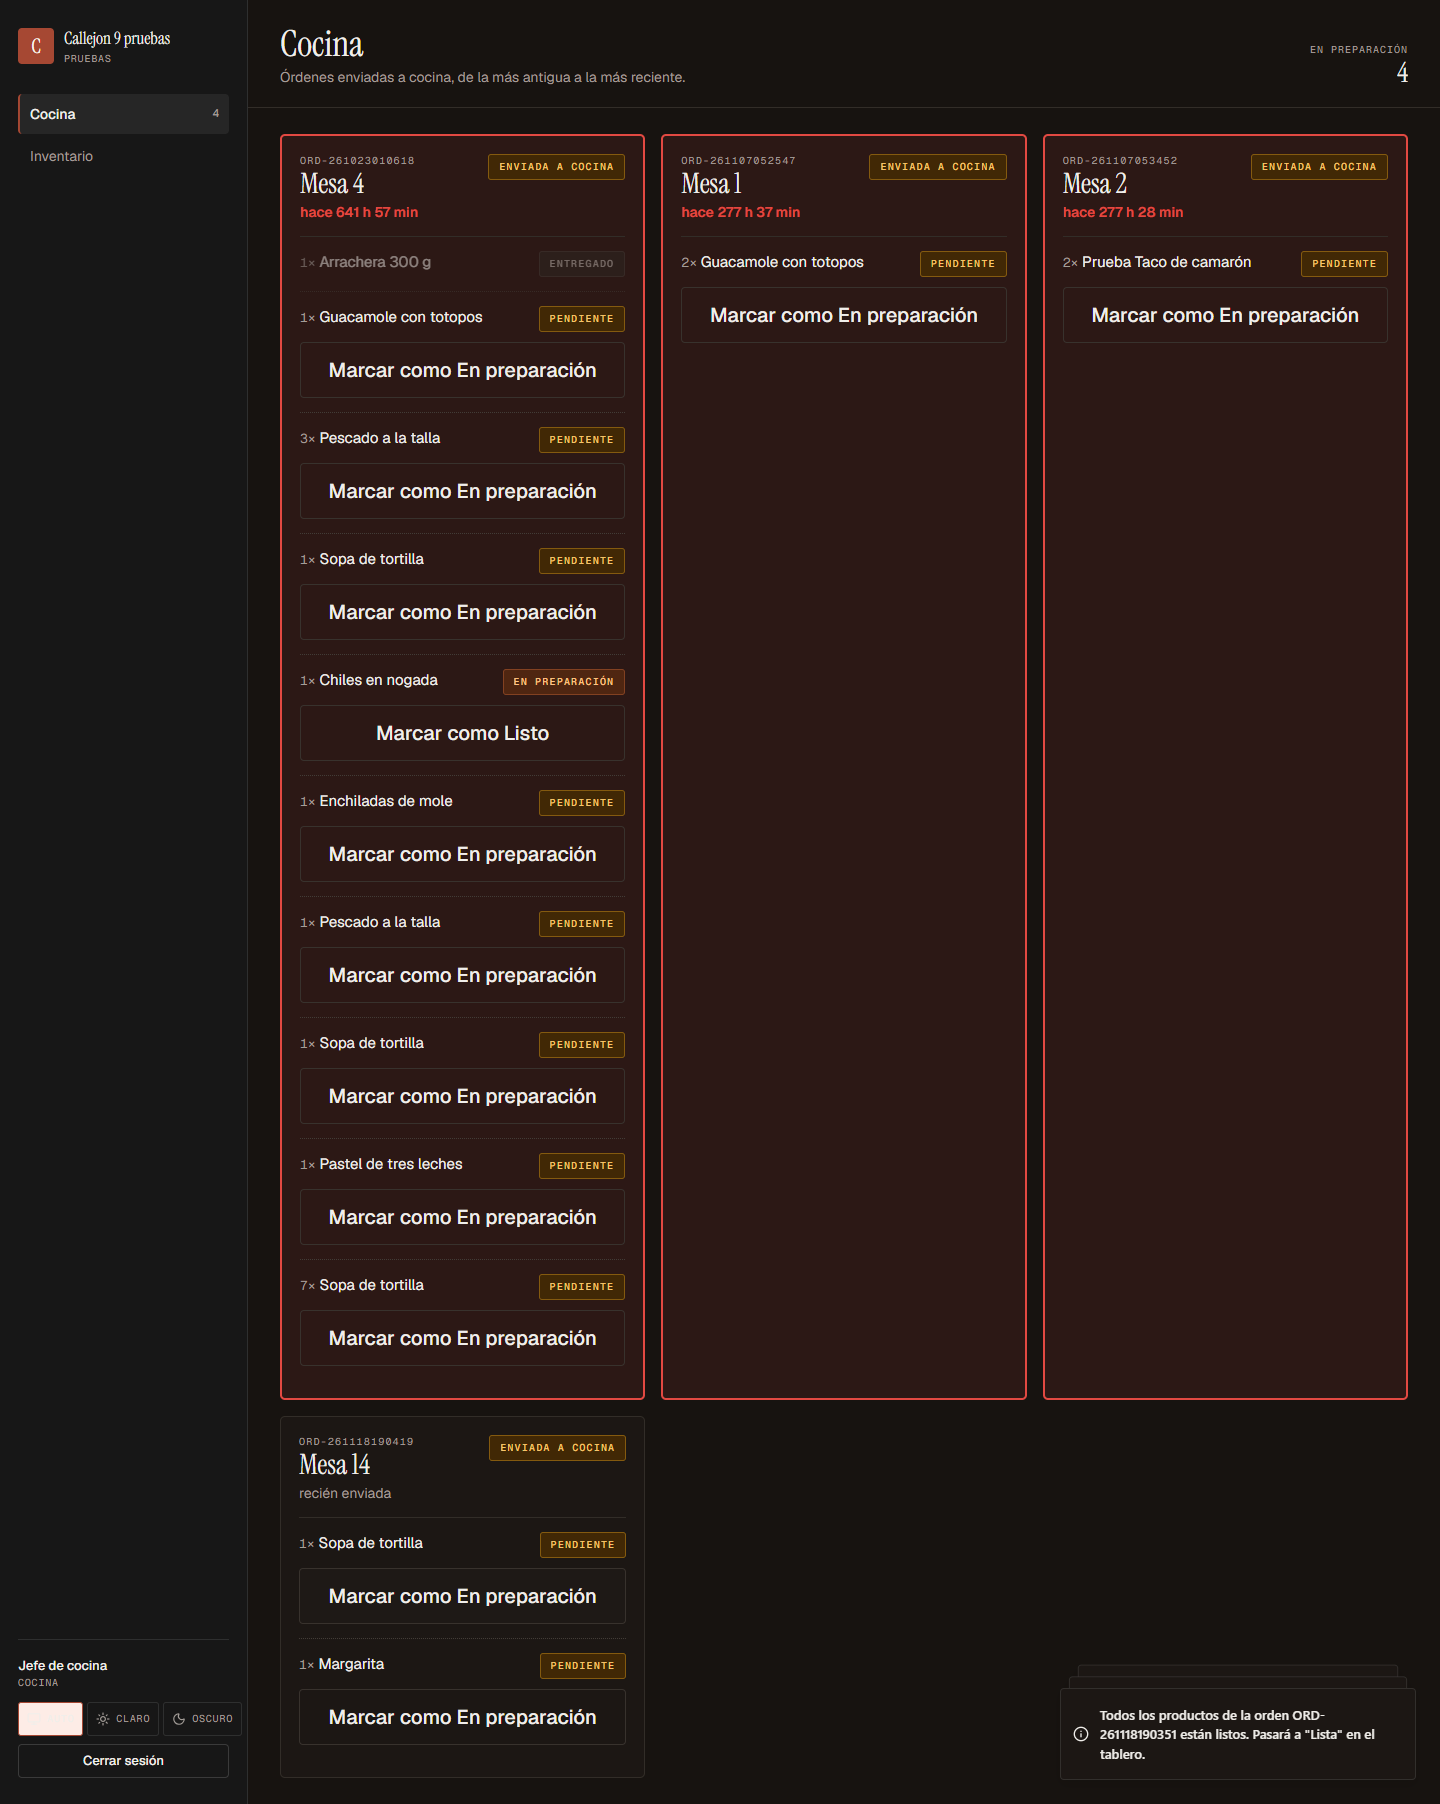 C
Callejon 9 pruebas
PRUEBAS
Cocina
4
Inventario
Cocina
Órdenes enviadas a cocina, de la más antigua a la más reciente.
EN PREPARACIÓN
4
ORD-261023010618
ENVIADA A COCINA
Mesa 4
hace 641 h 57 min
1× Arrachera 300 g
ENTREGADO
1× Guacamole con totopos
PENDIENTE
Marcar como En preparación
3× Pescado a la talla
PENDIENTE
Marcar como En preparación
1× Sopa de tortilla
PENDIENTE
Marcar como En preparación
1× Chiles en nogada
EN PREPARACIÓN
Marcar como Listo
1× Enchiladas de mole
PENDIENTE
Marcar como En preparación
1× Pescado a la talla
PENDIENTE
Marcar como En preparación
1× Sopa de tortilla
PENDIENTE
Marcar como En preparación
1× Pastel de tres leches
PENDIENTE
Marcar como En preparación
7× Sopa de tortilla
PENDIENTE
Marcar como En preparación
ORD-261107052547
ENVIADA A COCINA
Mesa 1
hace 277 h 37 min
2× Guacamole con totopos
PENDIENTE
Marcar como En preparación
ORD-261107053452
ENVIADA A COCINA
Mesa 2
hace 277 h 28 min
2× Prueba Taco de camarón
PENDIENTE
Marcar como En preparación
ORD-261118190419
ENVIADA A COCINA
Mesa 14
recién enviada
1× Sopa de tortilla
PENDIENTE
Marcar como En preparación
1× Margarita
PENDIENTE
Marcar como En preparación
Jefe de cocina
COCINA
CLARO
OSCURO
Cerrar sesión
Todos los productos de la orden ORD-
261118190351 están listos. Pasará a "Lista" en el
tablero.